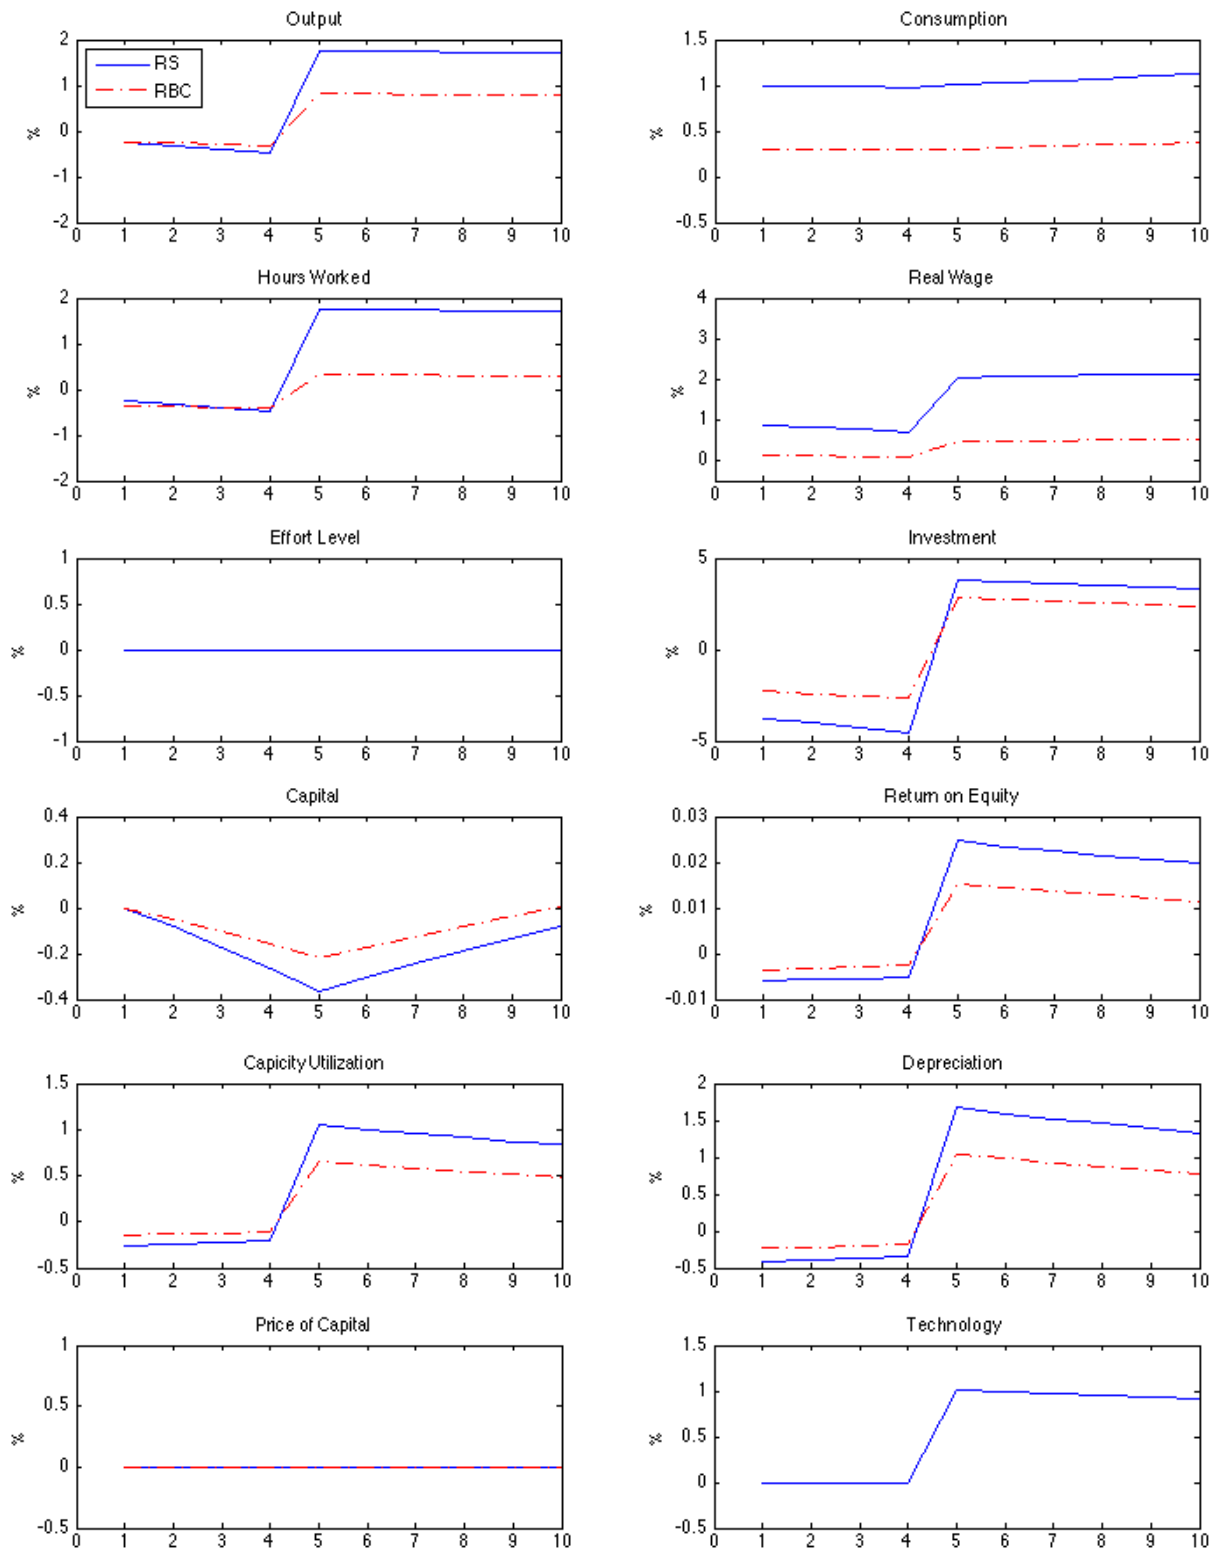 Output
2
1
0
-1
-2
%
RS
RBC
0 1 2 3 4 5 6 7 8 9 10
Consumption
1.5
1
0.5
0
-0.5
%
0 1 2 3 4 5 6 7 8 9 10
Hours Worked
2
1
0
-1
-2
%
0 1 2 3 4 5 6 7 8 9 10
Real Wage
4
3
2
1
0
%
0 1 2 3 4 5 6 7 8 9 10
Effort Level
1
0.5
0
-0.5
-1
%
0 1 2 3 4 5 6 7 8 9 10
Investment
5
0
-5
%
0 1 2 3 4 5 6 7 8 9 10
Capital
0.4
0.2
0
-0.2
-0.4
%
0 1 2 3 4 5 6 7 8 9 10
Return on Equity
0.03
0.02
0.01
0
-0.01
%
0 1 2 3 4 5 6 7 8 9 10
Capicity Utilization
1.5
1
0.5
0
-0.5
%
0 1 2 3 4 5 6 7 8 9 10
Depreciation
2
1.5
1
0.5
0
-0.5
%
0 1 2 3 4 5 6 7 8 9 10
Price of Capital
1
0.5
0
-0.5
%
0 1 2 3 4 5 6 7 8 9 10
Technology
1.5
1
0.5
0
-0.5
%
0 1 2 3 4 5 6 7 8 9 10